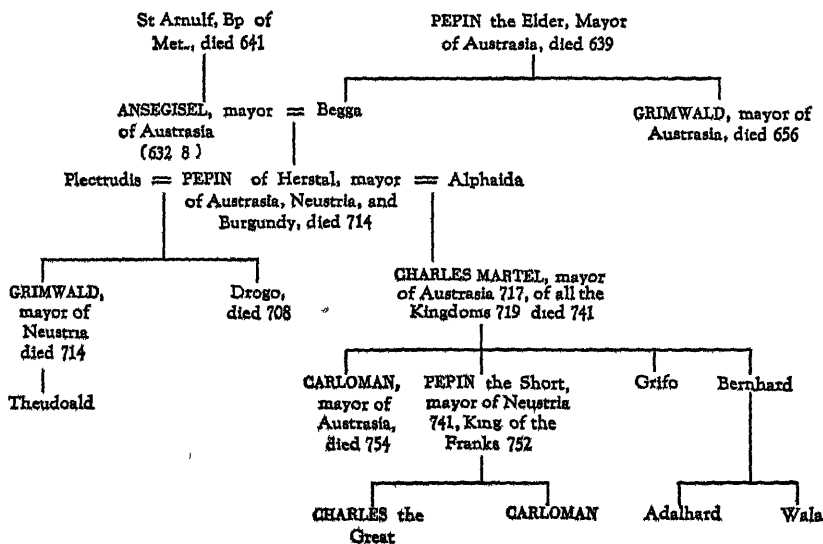 St Arnulf, Bp of
Met.., died 641
PEPIN the Elder, Mayor
of Austrasia, died 639
ANSEGISEL, mayor = Begga
of Austrasia
(632 8)
GRIMWALD, mayor of
Austrasia, died 656
Plectrudis = PEPIN of Herstal, mayor = Alphaida
of Austrasia, Neustria, and
Burgundy, died 714
GRIMWALD,
mayor of
Neustria
died 714
Drogo,
died 708
CHARLES MARTEL, mayor
of Austrasia 717, of all the
Kingdoms 719 died 741
Theudoald
CARLOMAN,
mayor of
Austrasia,
died 754
PEPIN the Short,
mayor of Neustria
741, King of the
Franks 752
Grifo
Bernhard
CHARLES the
Great
CARLOMAN
Adalhard
Wala